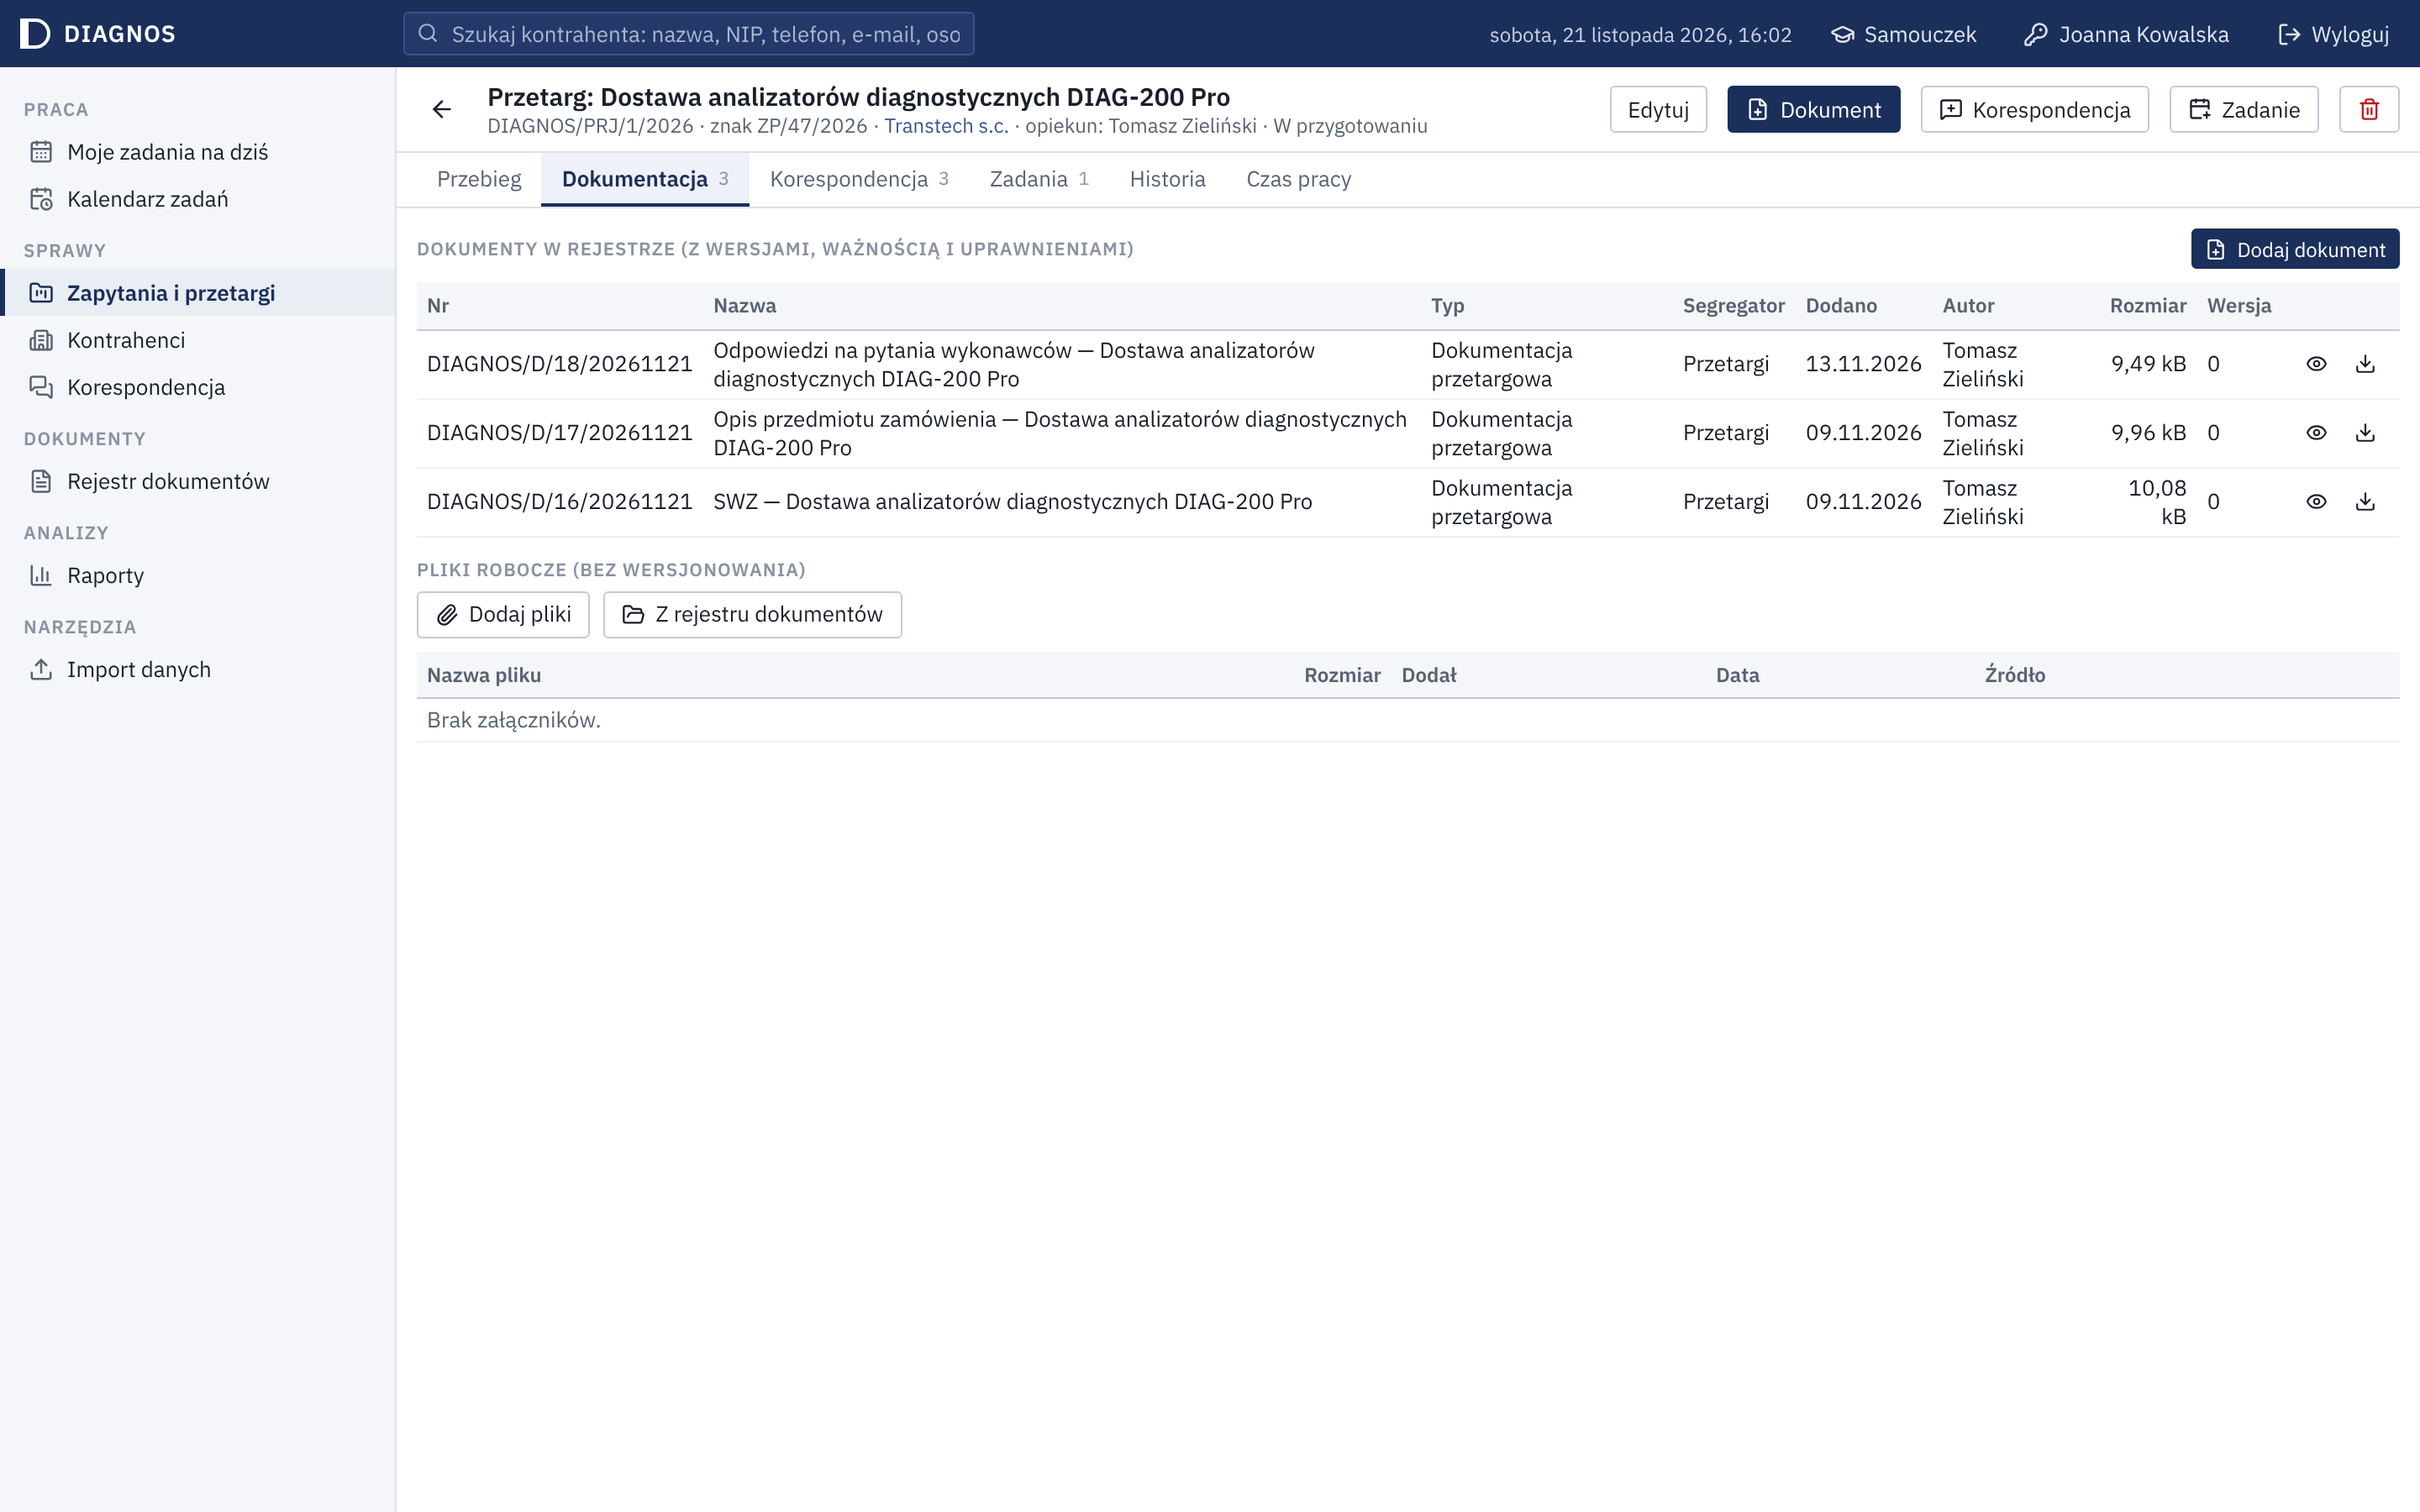 DIAGNOS
Szukaj kontrahenta: nazwa, NIP, telefon, e-mail, oso
sobota, 21 listopada 2026, 16:02
Samouczek
Joanna Kowalska
Wyloguj
PRACA
Moje zadania na dziś
Kalendarz zadań
SPRAWY
Zapytania i przetargi
Kontrahenci
Korespondencja
DOKUMENTY
Rejestr dokumentów
ANALIZY
Raporty
NARZĘDZIA
Import danych
Przetarg: Dostawa analizatorów diagnostycznych DIAG-200 Pro
DIAGNOS/PRJ/1/2026 · znak ZP/47/2026 · Transtech s.c. · opiekun: Tomasz Zieliński · W przygotowaniu
Edytuj
Dokument
Korespondencja
Zadanie
Przebieg
Dokumentacja 3
Korespondencja 3
Zadania 1
Historia
Czas pracy
DOKUMENTY W REJESTRZE (Z WERSJAMI, WAŻNOŚCIĄ I UPRAWNIENIAMI)
Dodaj dokument
Nr Nazwa Typ Segregator Dodano Autor Rozmiar Wersja
DIAGNOS/D/18/20261121
Odpowiedzi na pytania wykonawców — Dostawa analizatorów
diagnostycznych DIAG-200 Pro
Dokumentacja
przetargowa
Przetargi
13.11.2026
Tomasz
Zieliński
9,49 kB
0
DIAGNOS/D/17/20261121
Opis przedmiotu zamówienia — Dostawa analizatorów diagnostycznych
DIAG-200 Pro
Dokumentacja
przetargowa
Przetargi
09.11.2026
Tomasz
Zieliński
9,96 kB
0
DIAGNOS/D/16/20261121
SWZ — Dostawa analizatorów diagnostycznych DIAG-200 Pro
Dokumentacja
przetargowa
Przetargi
09.11.2026
Tomasz
Zieliński
10,08
kB
0
PLIKI ROBOCZE (BEZ WERSJONOWANIA)
Dodaj pliki
Z rejestru dokumentów
Nazwa pliku Rozmiar Dodał Data Źródło
Brak załączników.